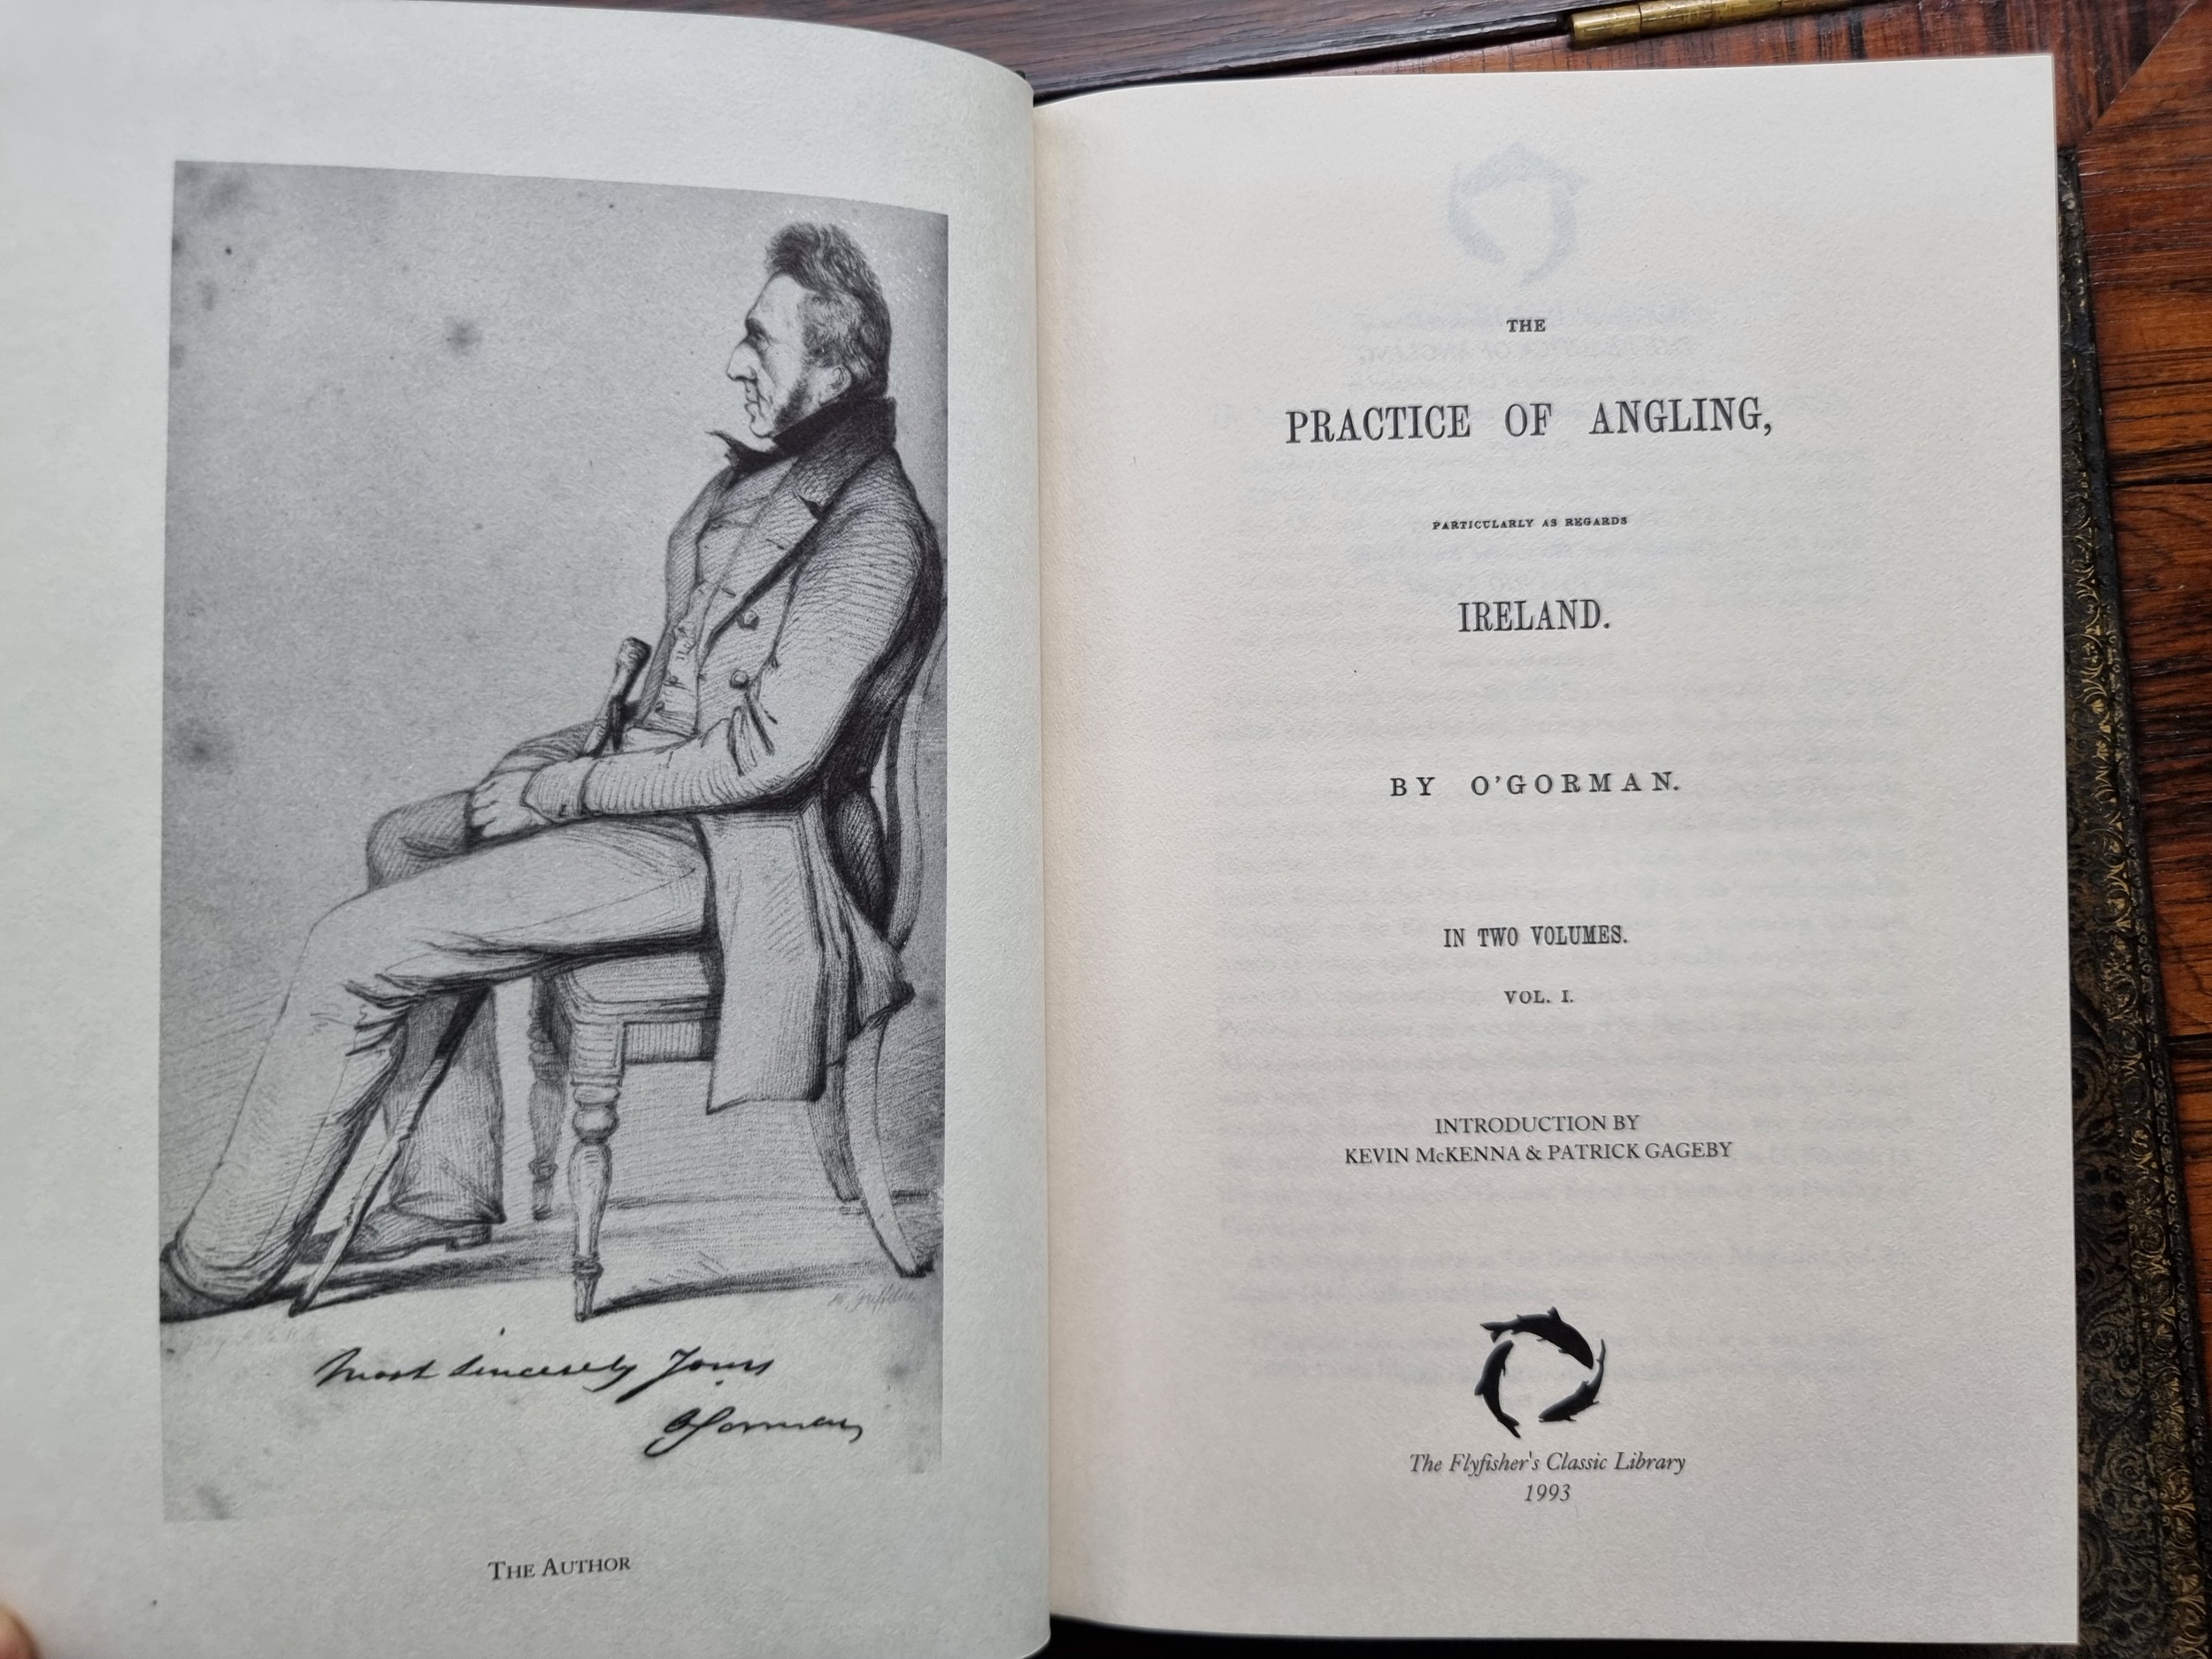 Most Sincerely Yours
O'Gorman
THE AUTHOR
THE
PRACTICE OF ANGLING,
PARTICULARLY AS REGARDS
IRELAND.
BY O'GORMAN.
IN TWO VOLUMES.
VOL. I.
INTRODUCTION BY
KEVIN McKENNA & PATRICK GAGEBY
The Flyfisher's Classic Library
1993